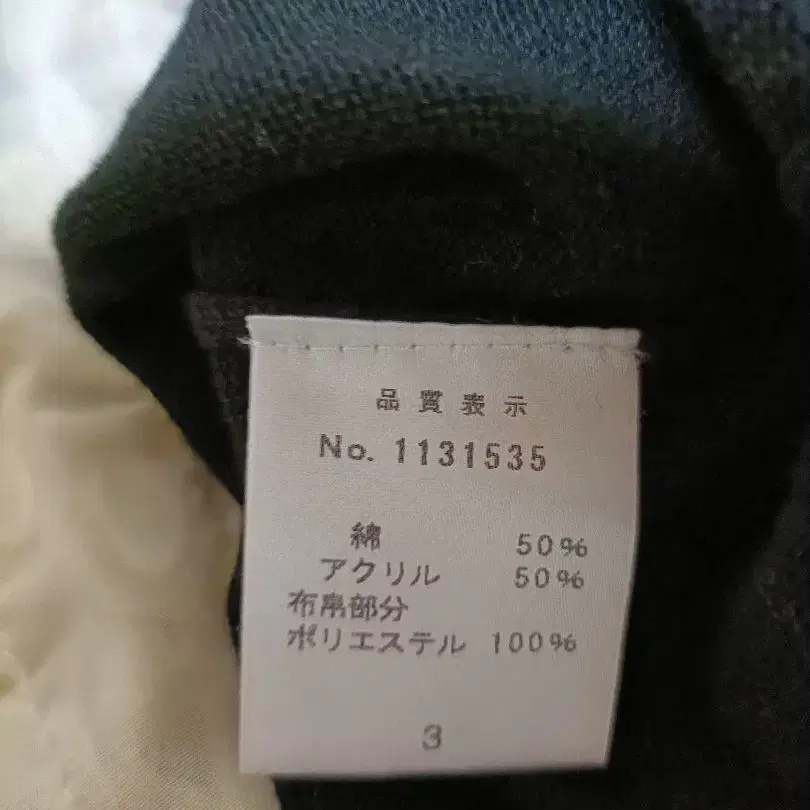 品質表示
No. 1131535
綿 50%
アクリル 50%
布帛部分
ポリエステル 100%
3